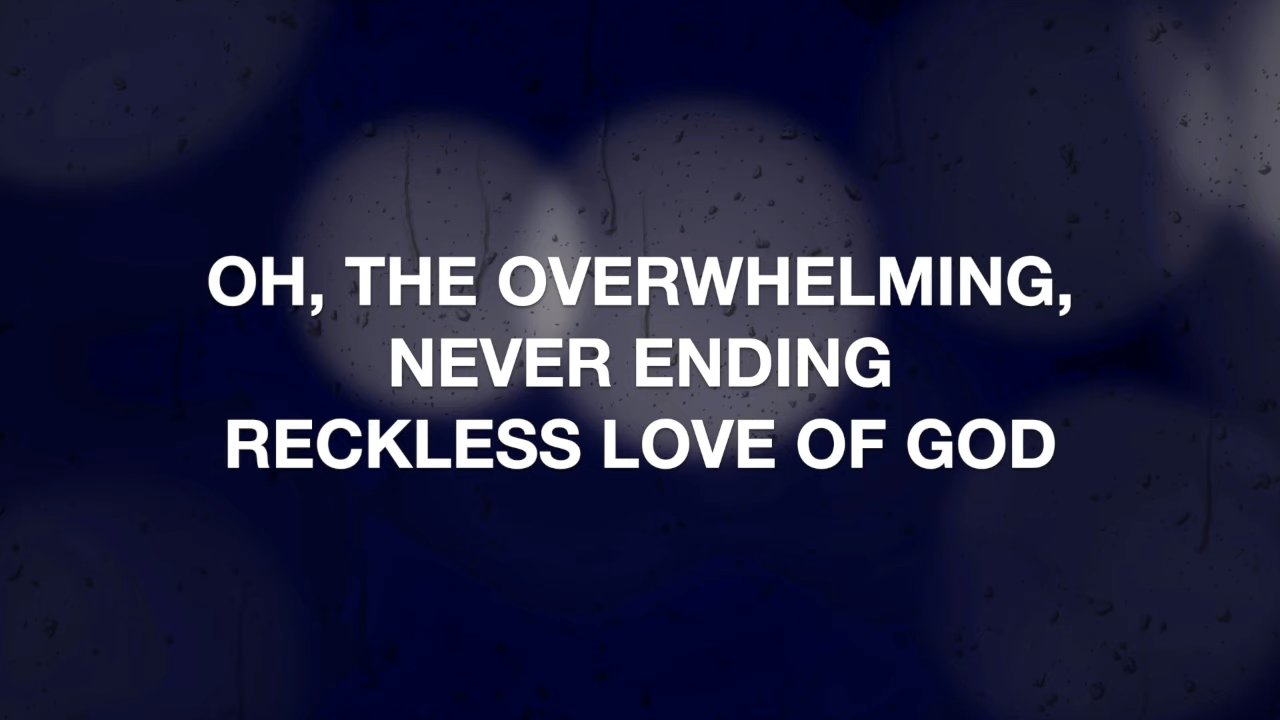 OH, THE OVERWHELMING,
NEVER ENDING
RECKLESS LOVE OF GOD